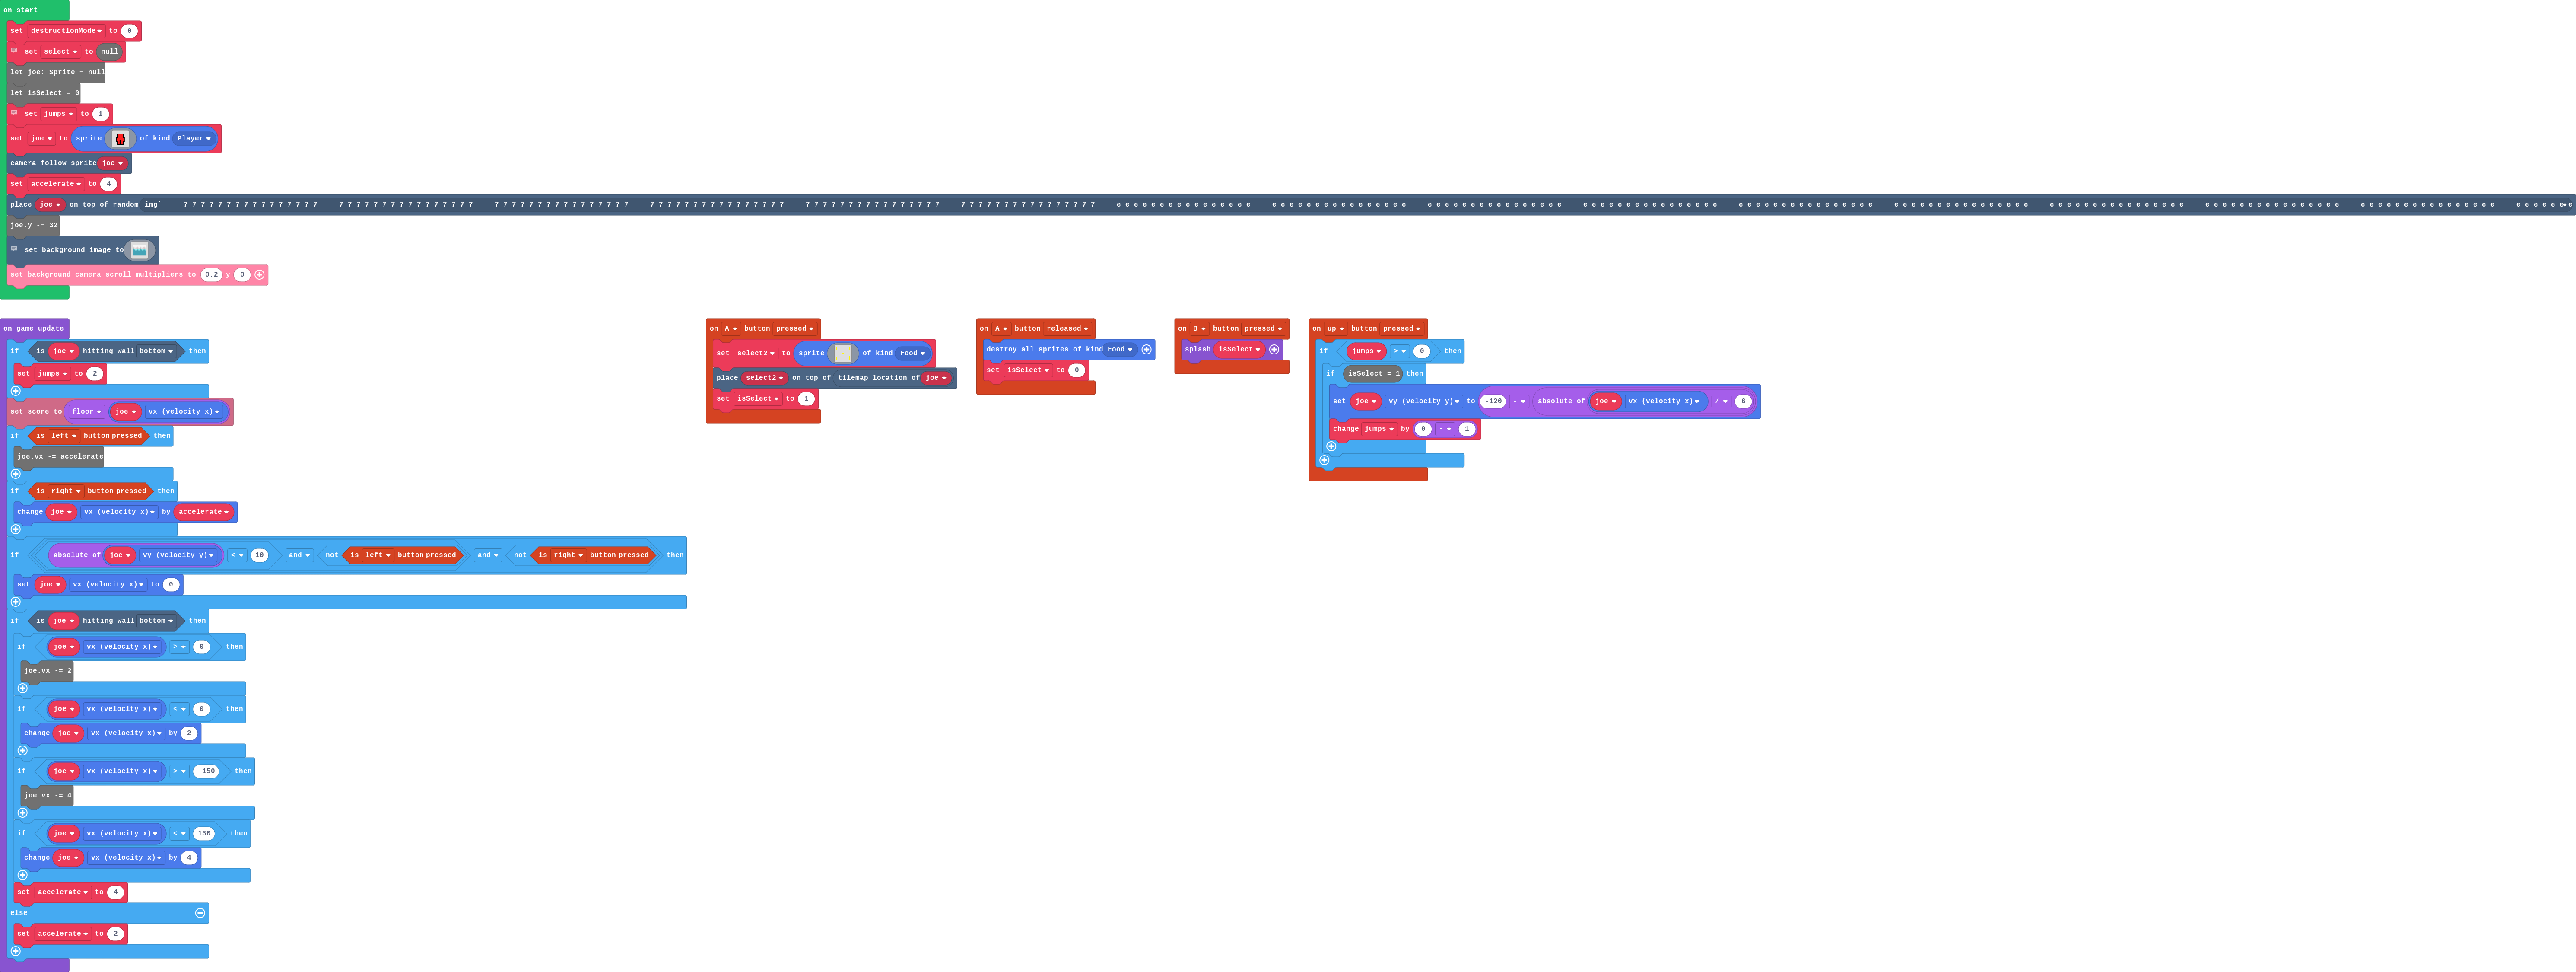 on start
set destructionMode to 0
set select to null
let joe: Sprite = null
let isSelect = 0
set jumps to 1
set joe to sprite of kind Player
camera follow sprite joe
set accelerate to 4
place joe on top of random img` 7 7 7 7 7 7 7 7 7 7 7 7 7 7 7 7 7 7 7 7 7 7 7 7 7 7 7 7 7 7 7 7 7 7 7 7 7 7 7 7 7 7 7 7 7 7 7 7 7 7 7 7 7 7 7 7 7 7 7 7 7 7 7 7 7 7 7 7 7 7 7 7 7 7 7 7 7 7 7 7 7 7 7 7 7 7 7 7 7 7 7 7 7 7 7 7 e e e e e e e e e e e e e e e e e e e e e e e e e e e e e e e e e e e e e e e e e e e e e e e e e e e e e e e e e e e e e e e e e e e e e e e e e e e e e e e e e e e e e e e e e e e e e e e e e e e e e e e e e e e e e e e e e e e e e e e e e e e e e e e e e e e e e e e e e e e e e e e e e e e e e e e e e e
joe.y -= 32
set background image to
set background camera scroll multipliers to 0.2 y 0
on game update
if is joe hitting wall bottom then
set jumps to 2
set score to floor joe vx (velocity x)
if is left button pressed then
joe.vx -= accelerate
if is right button pressed then
change joe vx (velocity x) by accelerate
if absolute of joe vy (velocity y) < 10 and not is left button pressed and not is right button pressed then
set joe vx (velocity x) to 0
if is joe hitting wall bottom then
if joe vx (velocity x) > 0 then
joe.vx -= 2
if joe vx (velocity x) < 0 then
change joe vx (velocity x) by 2
if joe vx (velocity x) > -150 then
joe.vx -= 4
if joe vx (velocity x) < 150 then
change joe vx (velocity x) by 4
set accelerate to 4
else
set accelerate to 2
on A button pressed
set select2 to sprite of kind Food
place select2 on top of tilemap location of joe
set isSelect to 1
on A button released
destroy all sprites of kind Food
set isSelect to 0
on B button pressed
splash isSelect
on up button pressed
if jumps > 0 then
if isSelect = 1 then
set joe vy (velocity y) to -120 - absolute of joe vx (velocity x) / 6
change jumps by 0 - 1